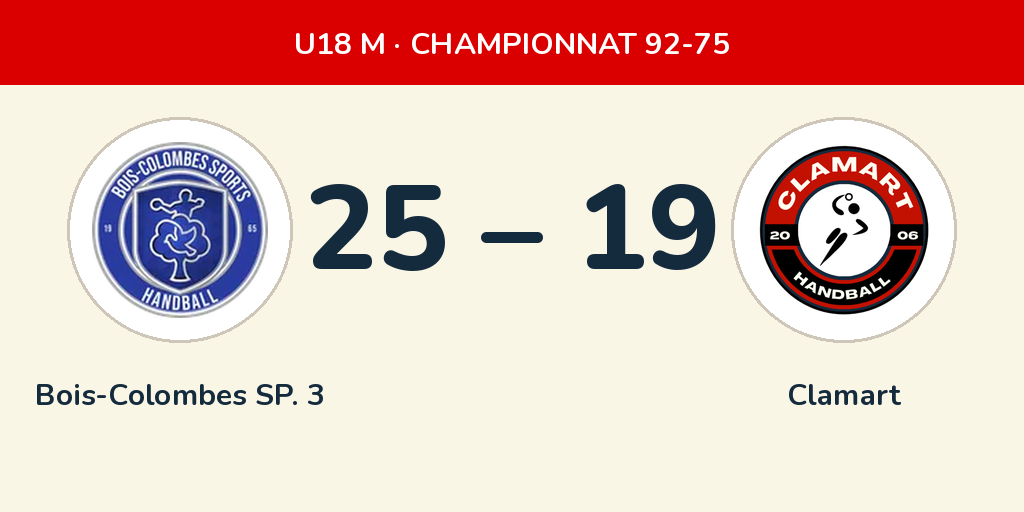 U18 M · CHAMPIONNAT 92-75
BOIS-COLOMBES SPORTS
19 65
HANDBALL
25 – 19
CLAMART
20 06
HANDBALL
Bois-Colombes SP. 3
Clamart